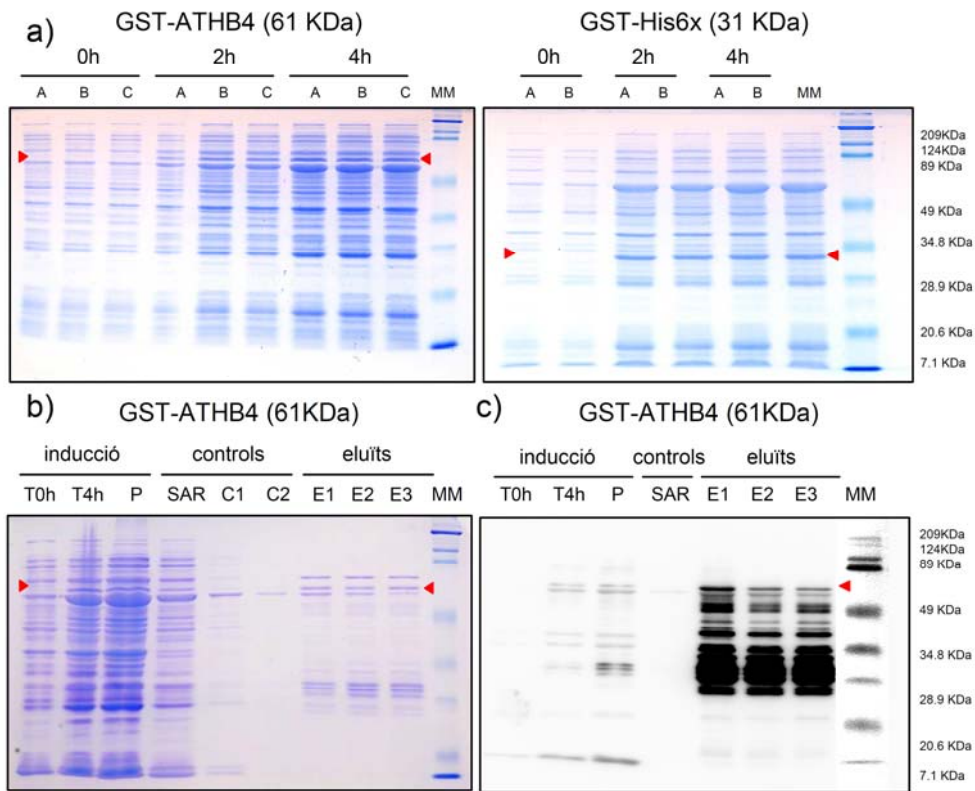 a)
GST-ATHB4 (61 KDa)
0h 2h 4h
A B C A B C A B C MM
GST-His6x (31 KDa)
0h 2h 4h
A B A B A B MM
209KDa
124KDa
89 KDa
49 KDa
34.8 KDa
28.9 KDa
20.6 KDa
7.1 KDa
b)
GST-ATHB4 (61KDa)
inducció controls eluïts
T0h T4h P SAR C1 C2 E1 E2 E3 MM
c)
GST-ATHB4 (61KDa)
inducció controls eluïts
T0h T4h P SAR E1 E2 E3 MM
209KDa
124KDa
89 KDa
49 KDa
34.8 KDa
28.9 KDa
20.6 KDa
7.1 KDa